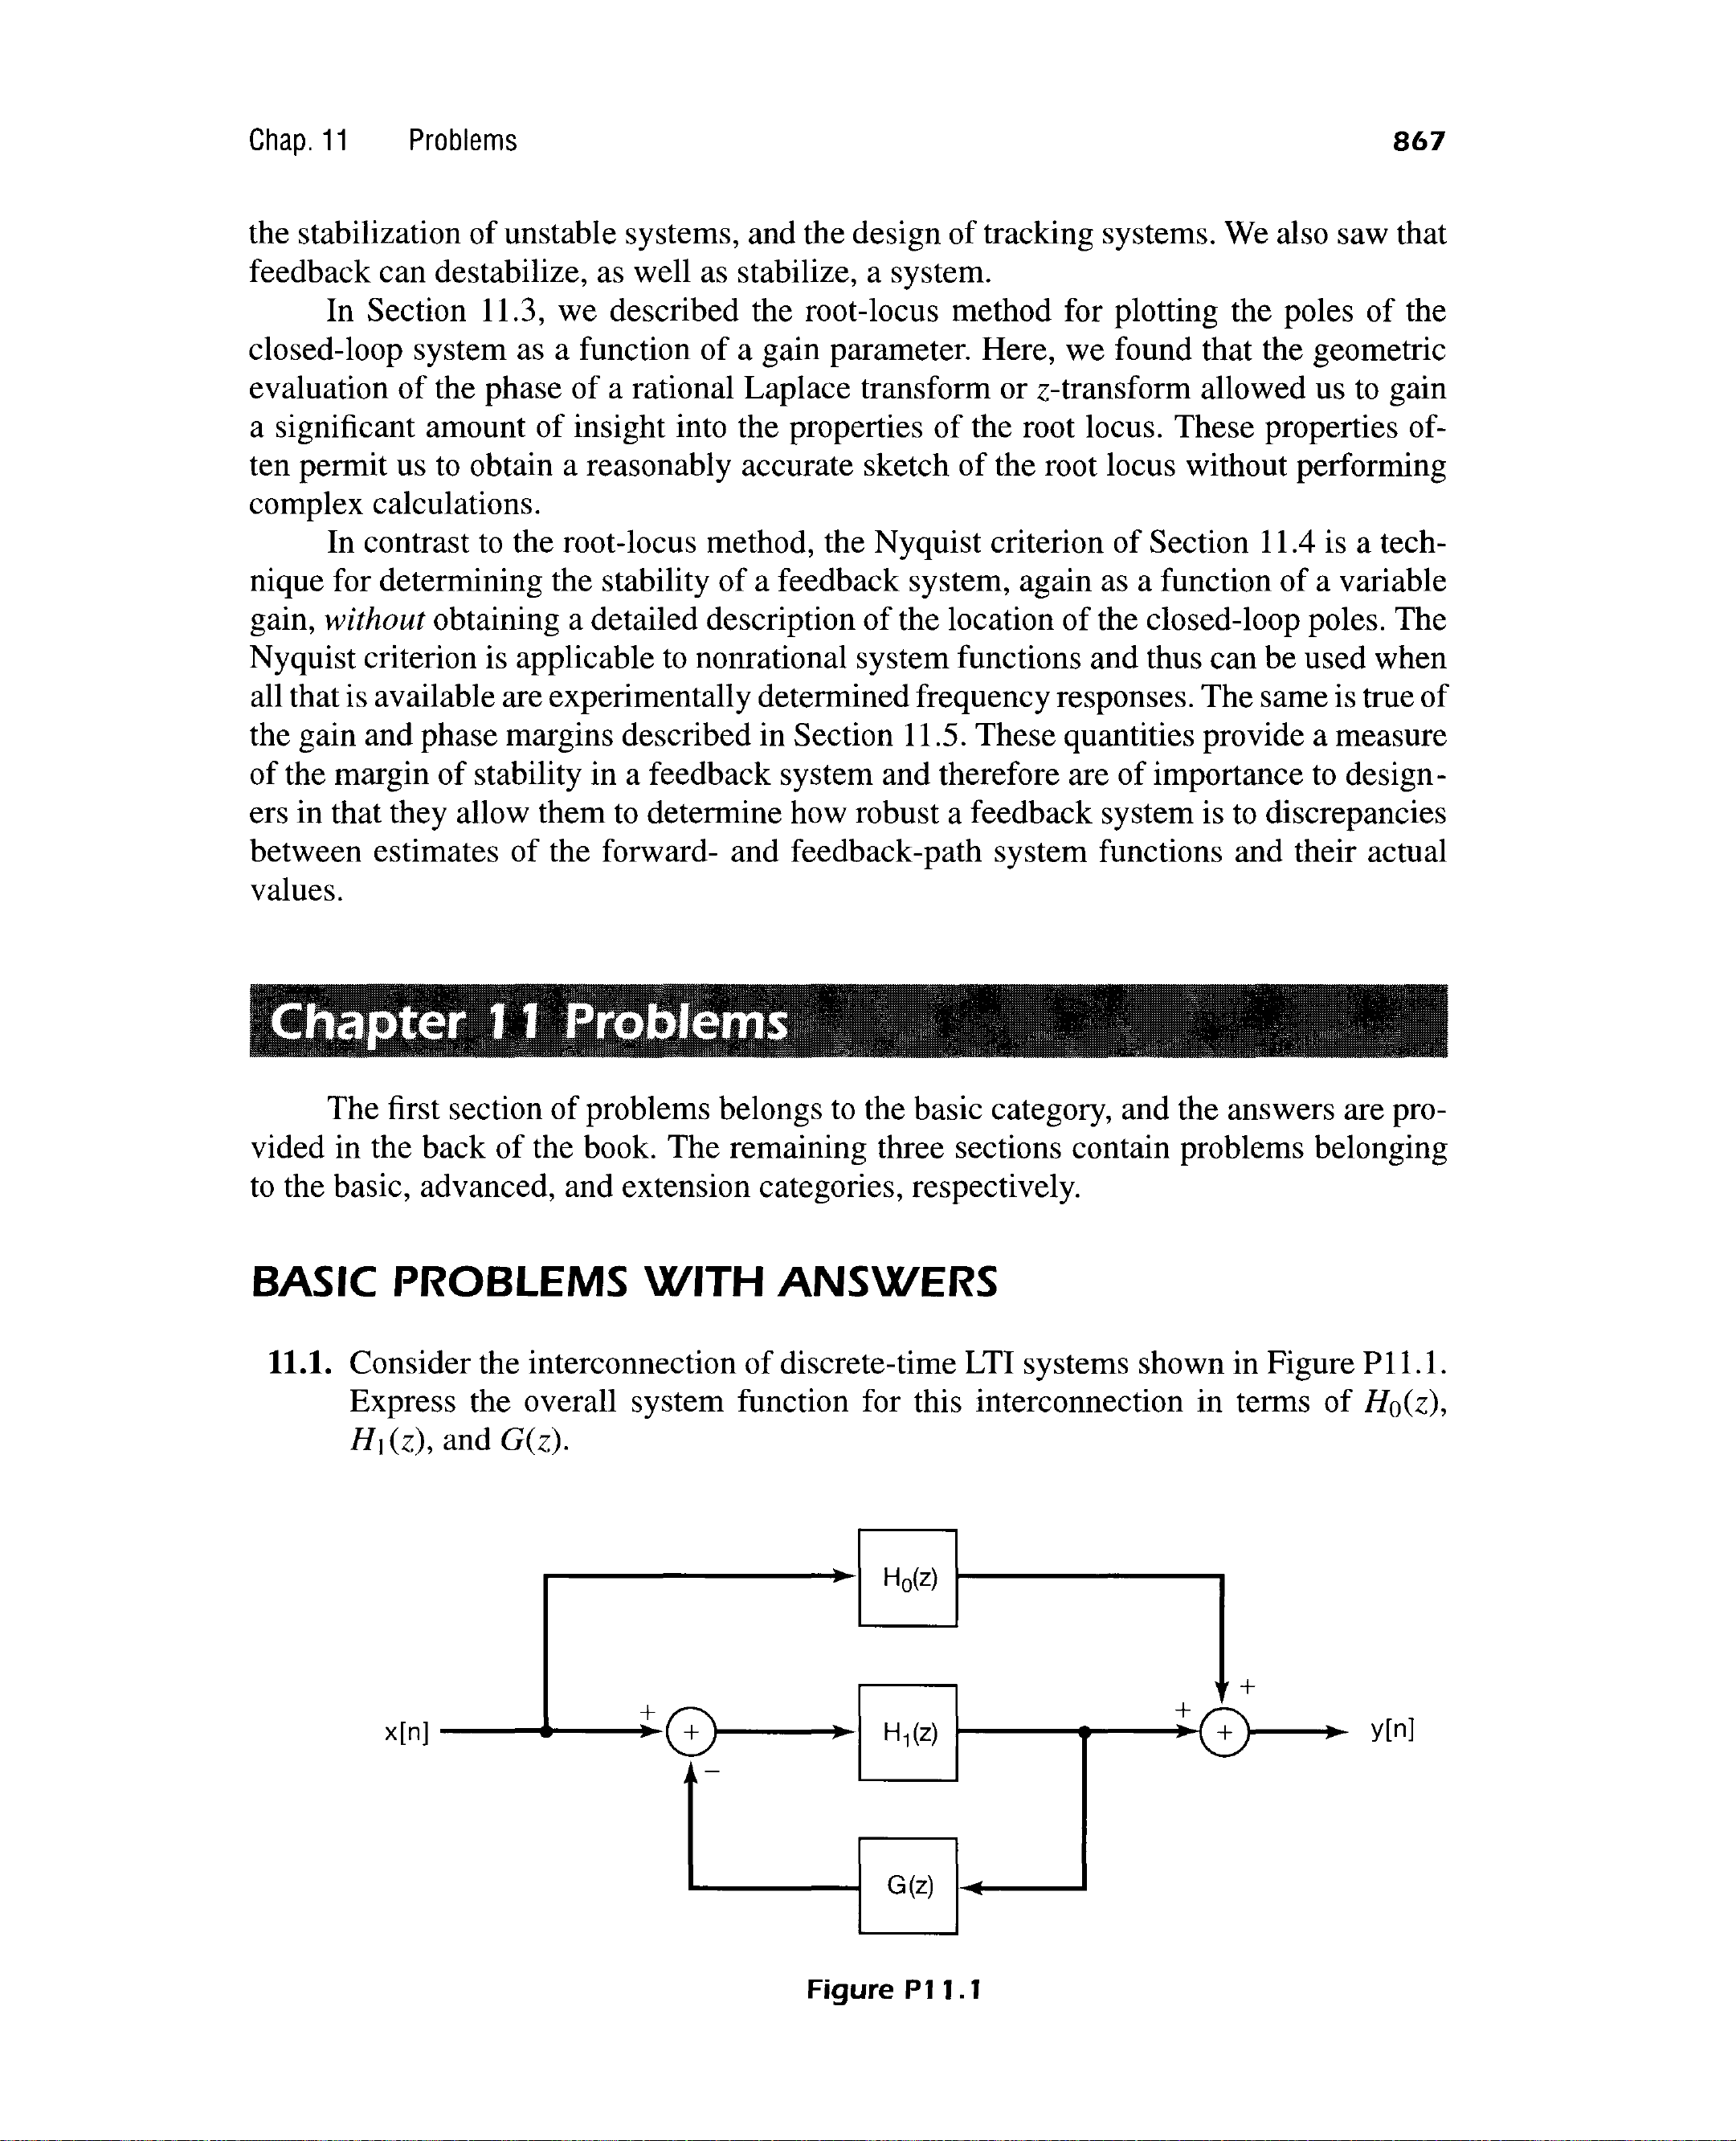 Chap. 11 Problems 867
the stabilization of unstable systems, and the design of tracking systems. We also saw that
feedback can destabilize, as well as stabilize, a system.
In Section 11.3, we described the root-locus method for plotting the poles of the
closed-loop system as a function of a gain parameter. Here, we found that the geometric
evaluation of the phase of a rational Laplace transform or z-transform allowed us to gain
a significant amount of insight into the properties of the root locus. These properties of-
ten permit us to obtain a reasonably accurate sketch of the root locus without performing
complex calculations.
In contrast to the root-locus method, the Nyquist criterion of Section 11.4 is a tech-
nique for determining the stability of a feedback system, again as a function of a variable
gain, without obtaining a detailed description of the location of the closed-loop poles. The
Nyquist criterion is applicable to nonrational system functions and thus can be used when
all that is available are experimentally determined frequency responses. The same is true of
the gain and phase margins described in Section 11.5. These quantities provide a measure
of the margin of stability in a feedback system and therefore are of importance to design-
ers in that they allow them to determine how robust a feedback system is to discrepancies
between estimates of the forward- and feedback-path system functions and their actual
values.
Chapter 11 Problems
The first section of problems belongs to the basic category, and the answers are pro-
vided in the back of the book. The remaining three sections contain problems belonging
to the basic, advanced, and extension categories, respectively.
BASIC PROBLEMS WITH ANSWERS
11.1. Consider the interconnection of discrete-time LTI systems shown in Figure P11.1.
Express the overall system function for this interconnection in terms of H₀(z),
H₁(z), and G(z).
H₀(z)
+
+ +
x[n] + H₁(z) + y[n]
−
G(z)
Figure P11.1